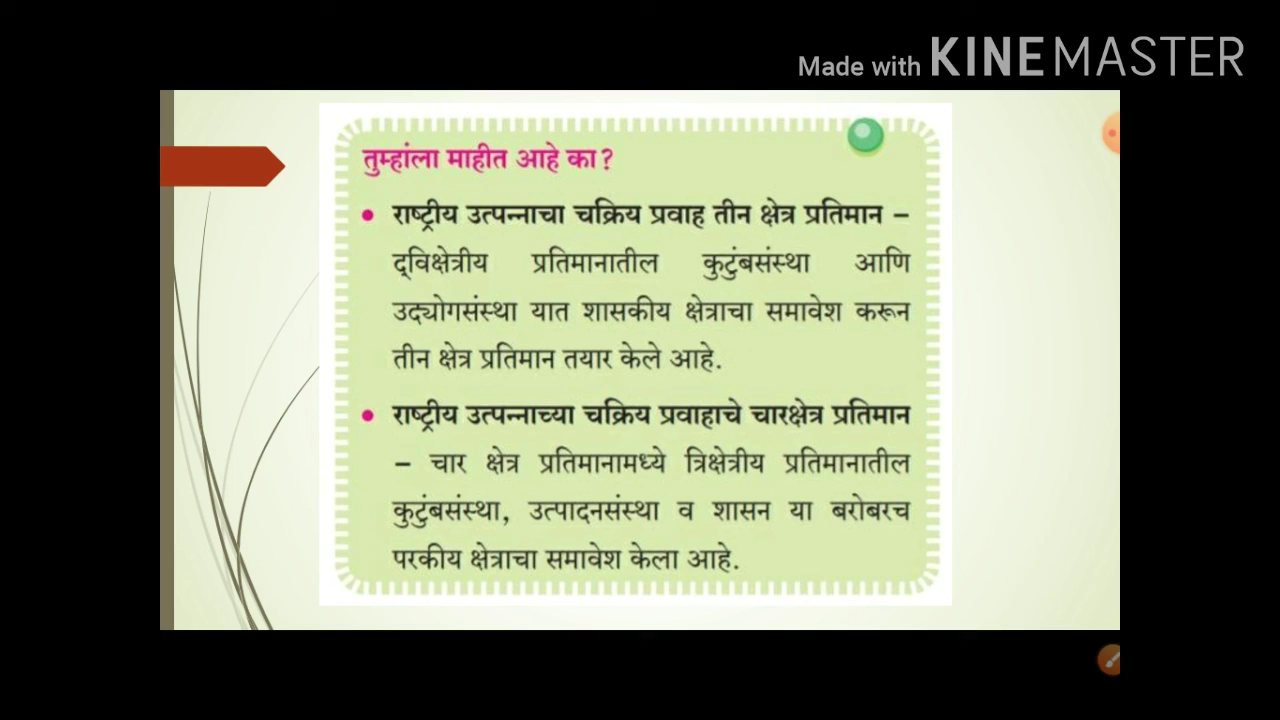 Made with KINEMASTER
तुम्हांला माहीत आहे का?
• राष्ट्रीय उत्पन्नाचा चक्रिय प्रवाह तीन क्षेत्र प्रतिमान –
द्‌विक्षेत्रीय प्रतिमानातील कुटुंबसंस्था आणि
उद्योगसंस्था यात शासकीय क्षेत्राचा समावेश करून
तीन क्षेत्र प्रतिमान तयार केले आहे.
• राष्ट्रीय उत्पन्नाच्या चक्रिय प्रवाहाचे चारक्षेत्र प्रतिमान
– चार क्षेत्र प्रतिमानामध्ये त्रिक्षेत्रीय प्रतिमानातील
कुटुंबसंस्था, उत्पादनसंस्था व शासन या बरोबरच
परकीय क्षेत्राचा समावेश केला आहे.